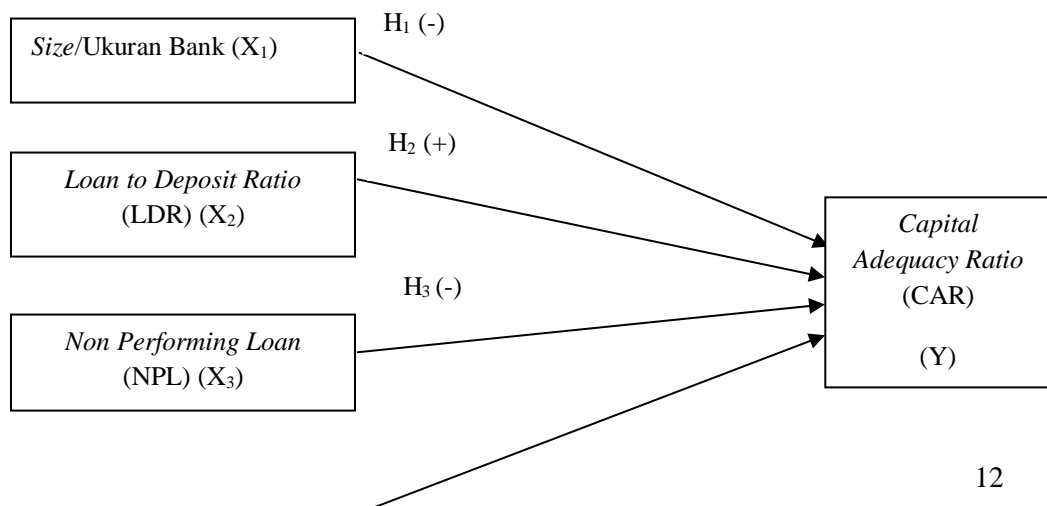 H₁ (-)
Size/Ukuran Bank (X₁)
H₂ (+)
Loan to Deposit Ratio
(LDR) (X₂)
H₃ (-)
Non Performing Loan
(NPL) (X₃)
Capital
Adequacy Ratio
(CAR)
(Y)
12